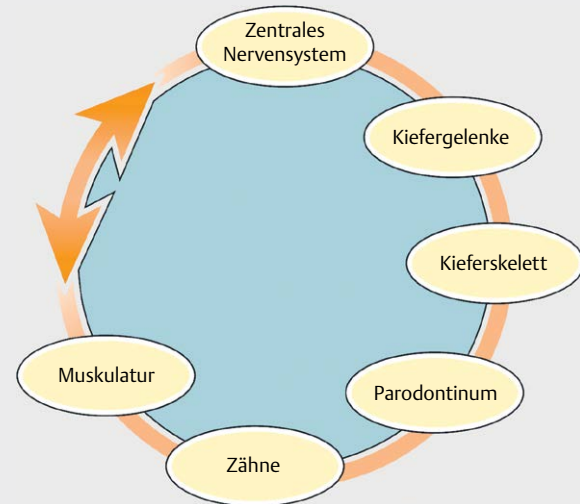 Zentrales
Nervensystem
Kiefergelenke
Kieferskelett
Parodontinum
Zähne
Muskulatur